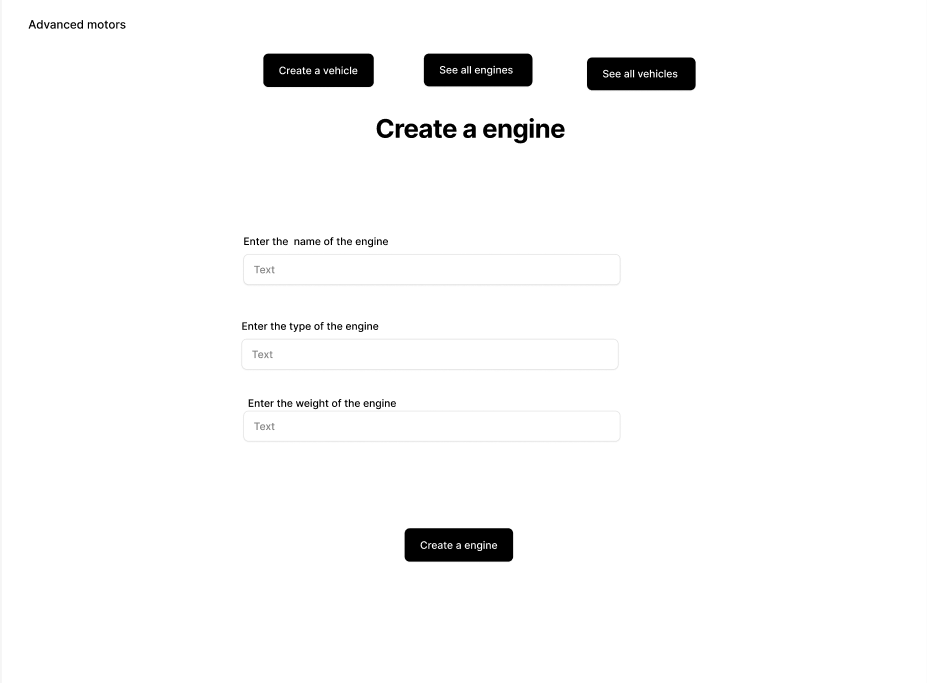 Advanced motors
Create a vehicle
See all engines
See all vehicles
Create a engine
Enter the  name of the engine
Text
Enter the type of the engine
Text
Enter the weight of the engine
Text
Create a engine